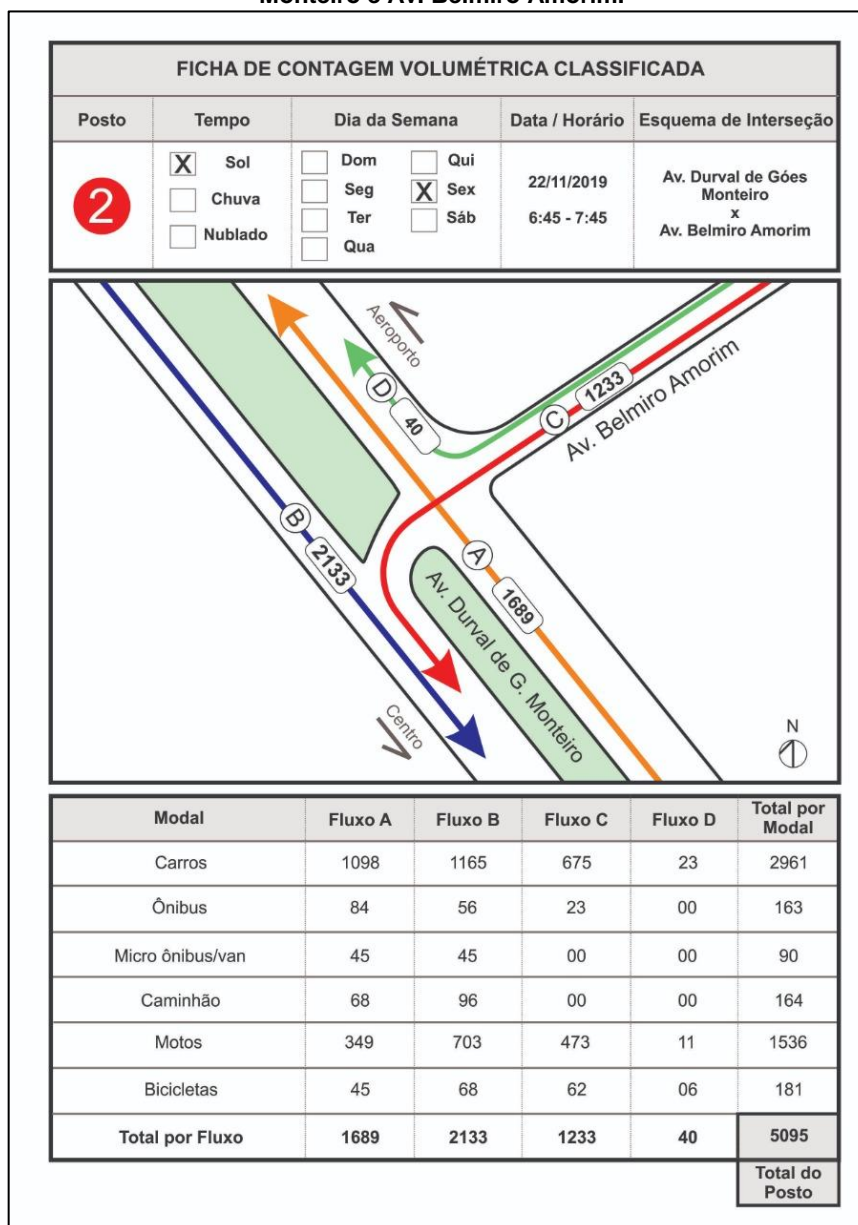 Monteiro e Av. Belmiro Amorim.
FICHA DE CONTAGEM VOLUMÉTRICA CLASSIFICADA
Posto Tempo Dia da Semana Data / Horário Esquema de Interseção
2
X Sol
Chuva
Nublado
Dom
Seg
Ter
Qua
Qui
X Sex
Sáb
22/11/2019
6:45 - 7:45
Av. Durval de Góes
Monteiro
x
Av. Belmiro Amorim
Aeroporto
D
40
C
1233
Av. Belmiro Amorim
B
2133
A
1689
Av. Durval de G. Monteiro
Centro
N
Modal Fluxo A Fluxo B Fluxo C Fluxo D Total por
Modal
Carros 1098 1165 675 23 2961
Ônibus 84 56 23 00 163
Micro ônibus/van 45 45 00 00 90
Caminhão 68 96 00 00 164
Motos 349 703 473 11 1536
Bicicletas 45 68 62 06 181
Total por Fluxo 1689 2133 1233 40 5095
Total do
Posto